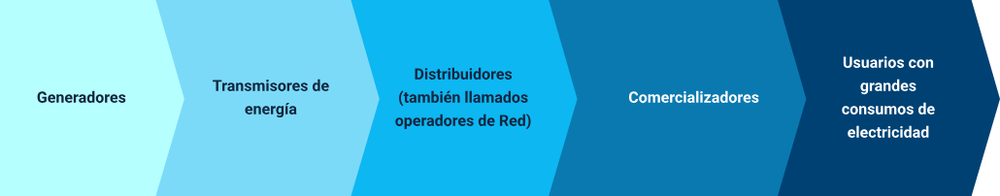 Generadores
Transmisores de
energía
Distribuidores
(también llamados
operadores de Red)
Comercializadores
Usuarios con
grandes
consumos de
electricidad